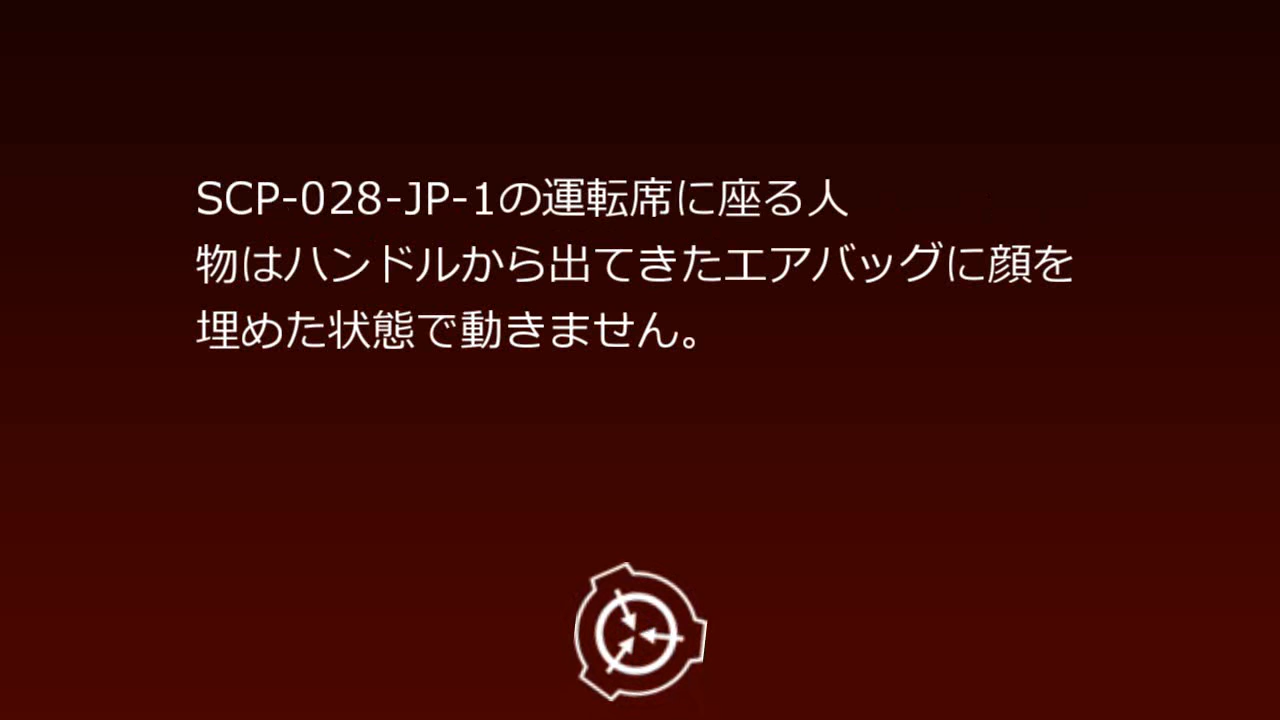 SCP-028-JP-1の運転席に座る人
物はハンドルから出てきたエアバッグに顔を
埋めた状態で動きません。